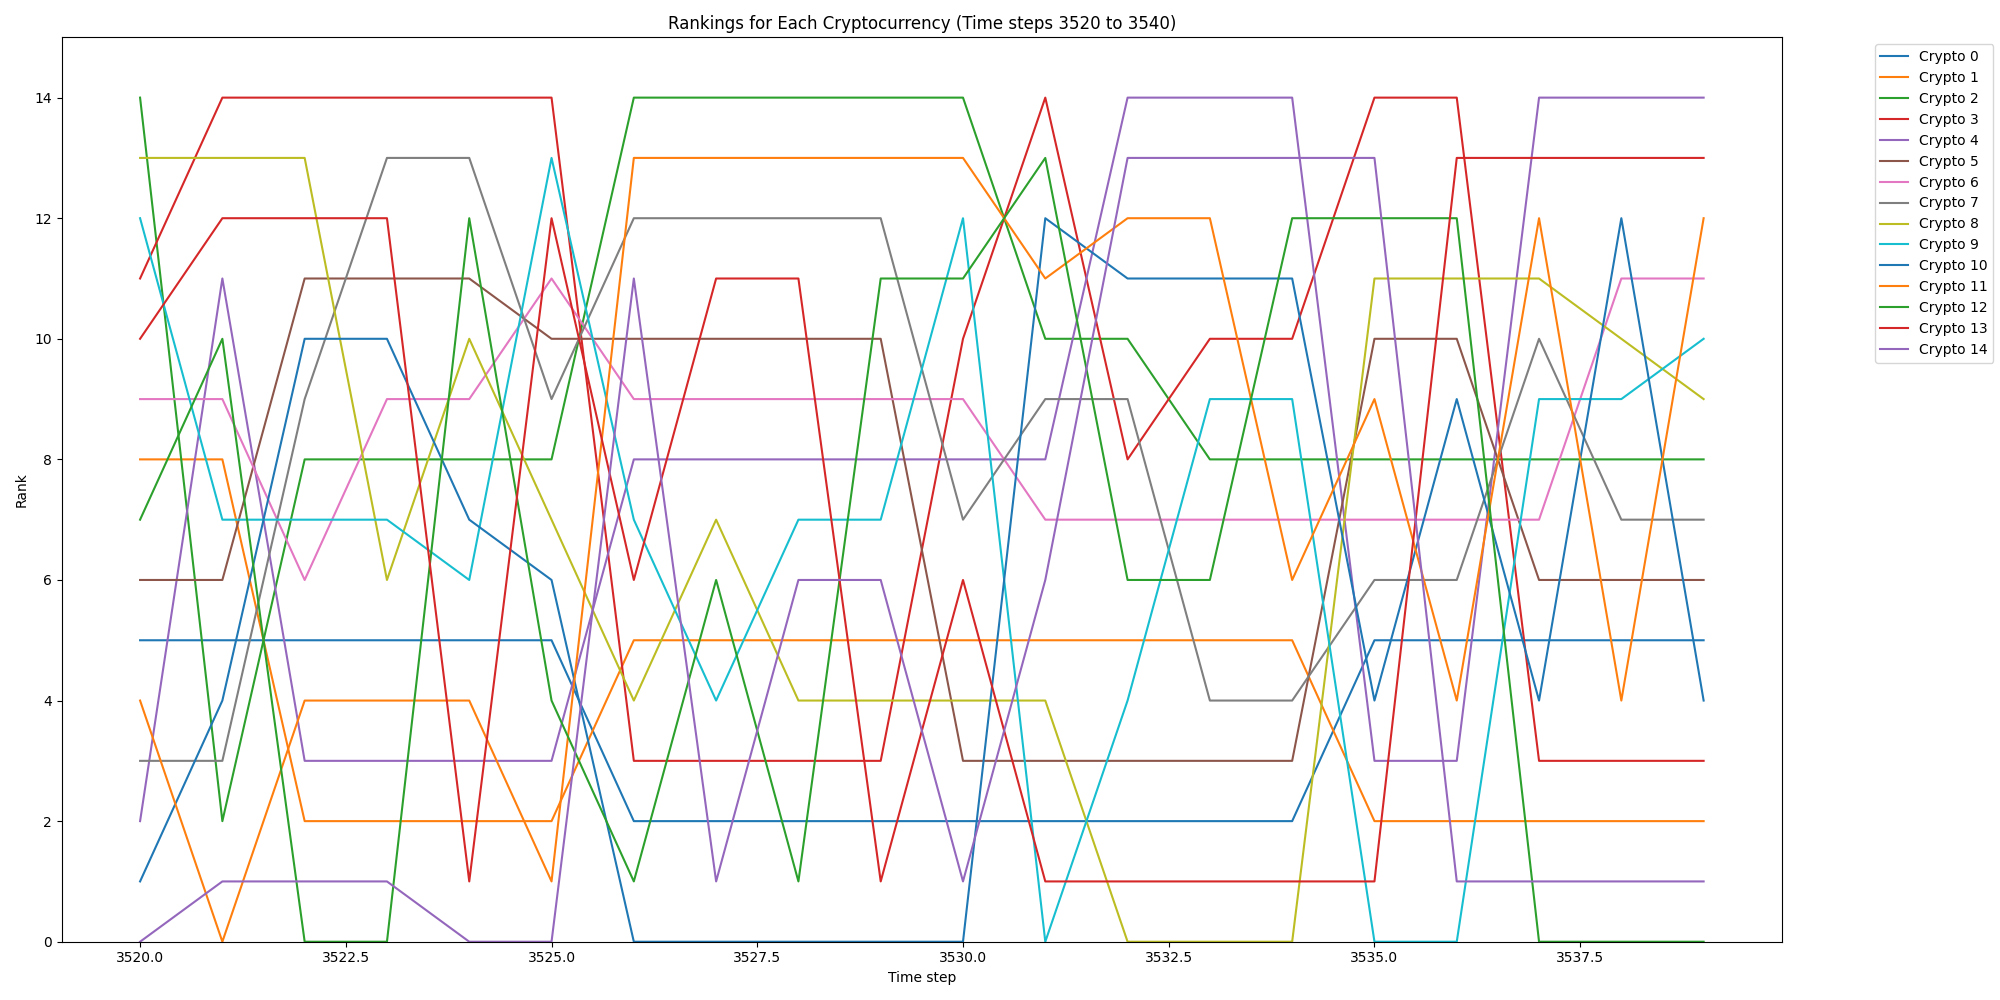 Rankings for Each Cryptocurrency (Time steps 3520 to 3540)
Rank
14
12
10
8
6
4
2
0
3520.0 3522.5 3525.0 3527.5 3530.0 3532.5 3535.0 3537.5
Time step
Crypto 0
Crypto 1
Crypto 2
Crypto 3
Crypto 4
Crypto 5
Crypto 6
Crypto 7
Crypto 8
Crypto 9
Crypto 10
Crypto 11
Crypto 12
Crypto 13
Crypto 14